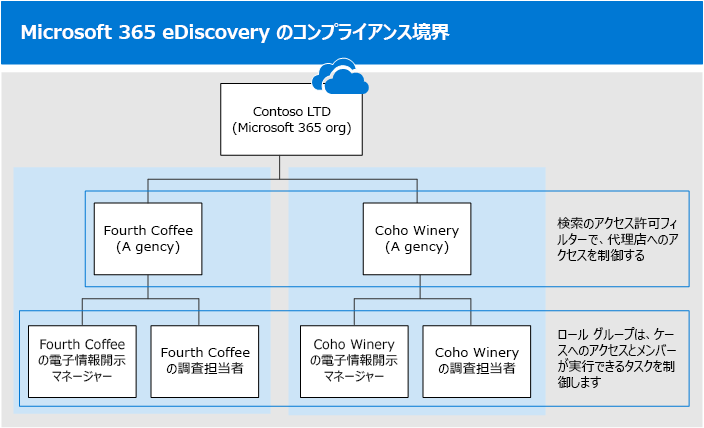 Microsoft 365 eDiscovery のコンプライアンス境界
Contoso LTD
(Microsoft 365 org)
Fourth Coffee
(A gency)
Coho Winery
(A gency)
検索のアクセス許可フィ
ルターで、代理店へのア
クセスを制御する
Fourth Coffee
の電子情報開示
マネージャー
Fourth Coffee
の調査担当者
Coho Winery
の電子情報開示
マネージャー
Coho Winery
の調査担当者
ロール グループは、ケー
スへのアクセスとメンバー
が実行できるタスクを制
御します